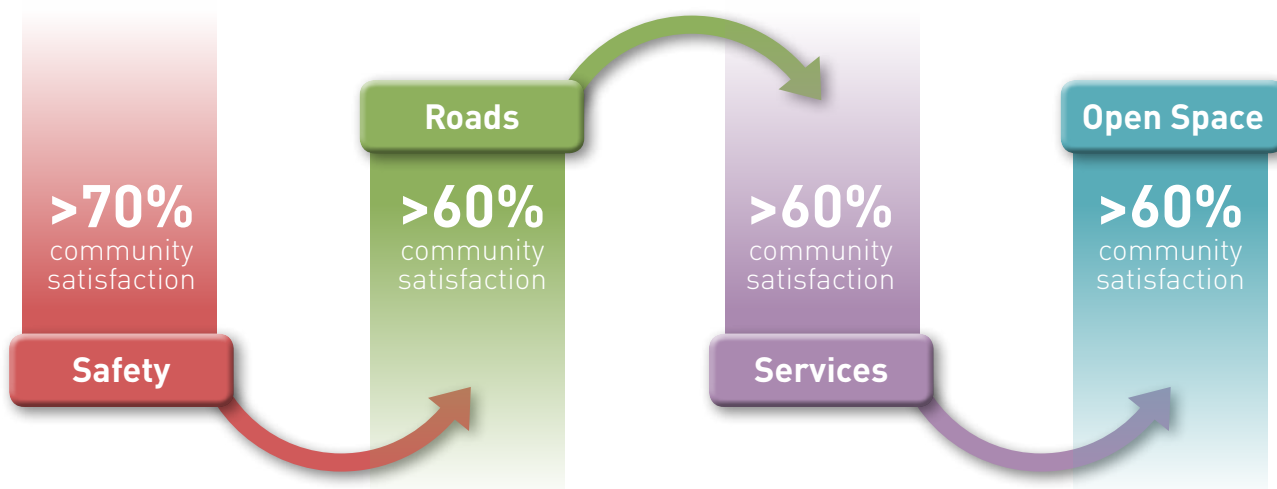 >70%
community
satisfaction
Safety
Roads
>60%
community
satisfaction
>60%
community
satisfaction
Services
Open Space
>60%
community
satisfaction